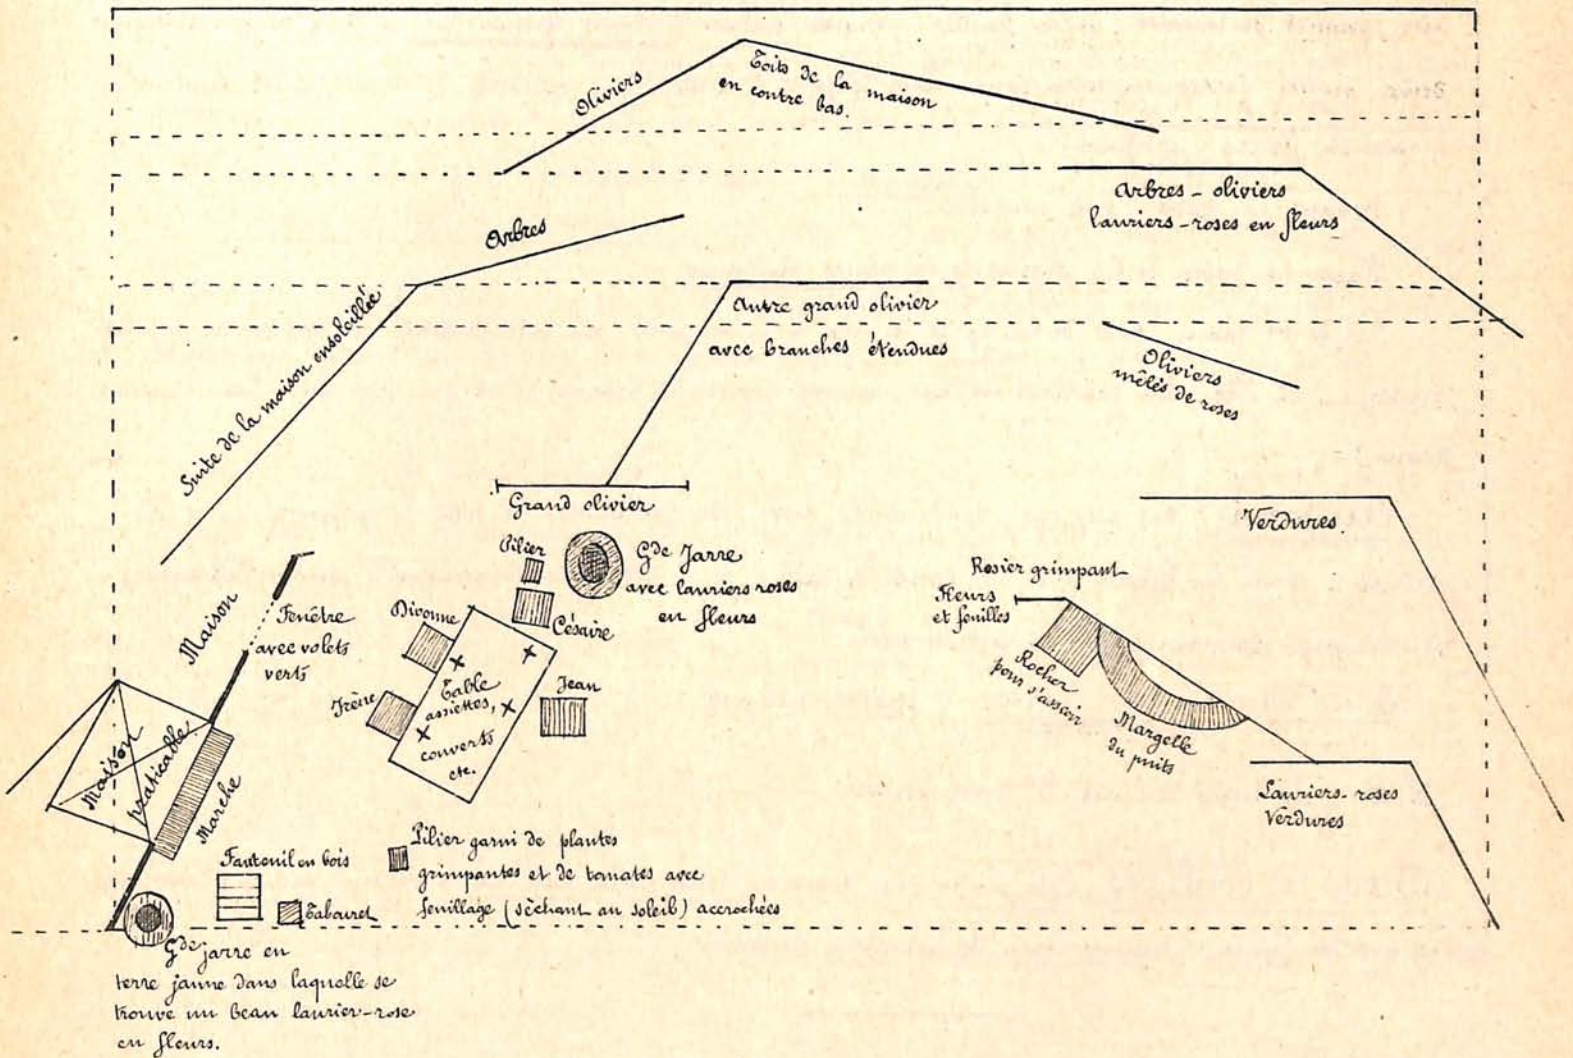 Oliviers
Toits de la maison
en contre bas.
Arbres - oliviers
lauriers-roses en fleurs
Arbres
Suite de la maison ensoleillée
Autre grand olivier
avec branches étendues
Oliviers
mêlés de roses
Grand olivier
Verdures.
Pilier
Gde Jarre
avec lauriers roses
en fleurs
Rosier grimpant
Fleurs
et feuilles
Maison
Fenêtre
avec volets
verts
Divonne
Césaire
Irène
Table
assiettes,
couverts
etc.
Jean
Rocher
pour s'assoir
Margelle
du puits
Maison
praticable
Marche
Lauriers-roses
Verdures
Fauteuil en bois
Tabouret
Pilier garni de plantes
grimpantes et de tomates avec
feuillage (séchant au soleil) accrochées
Gde jarre en
terre jaune dans laquelle se
trouve un beau laurier-rose
en fleurs.